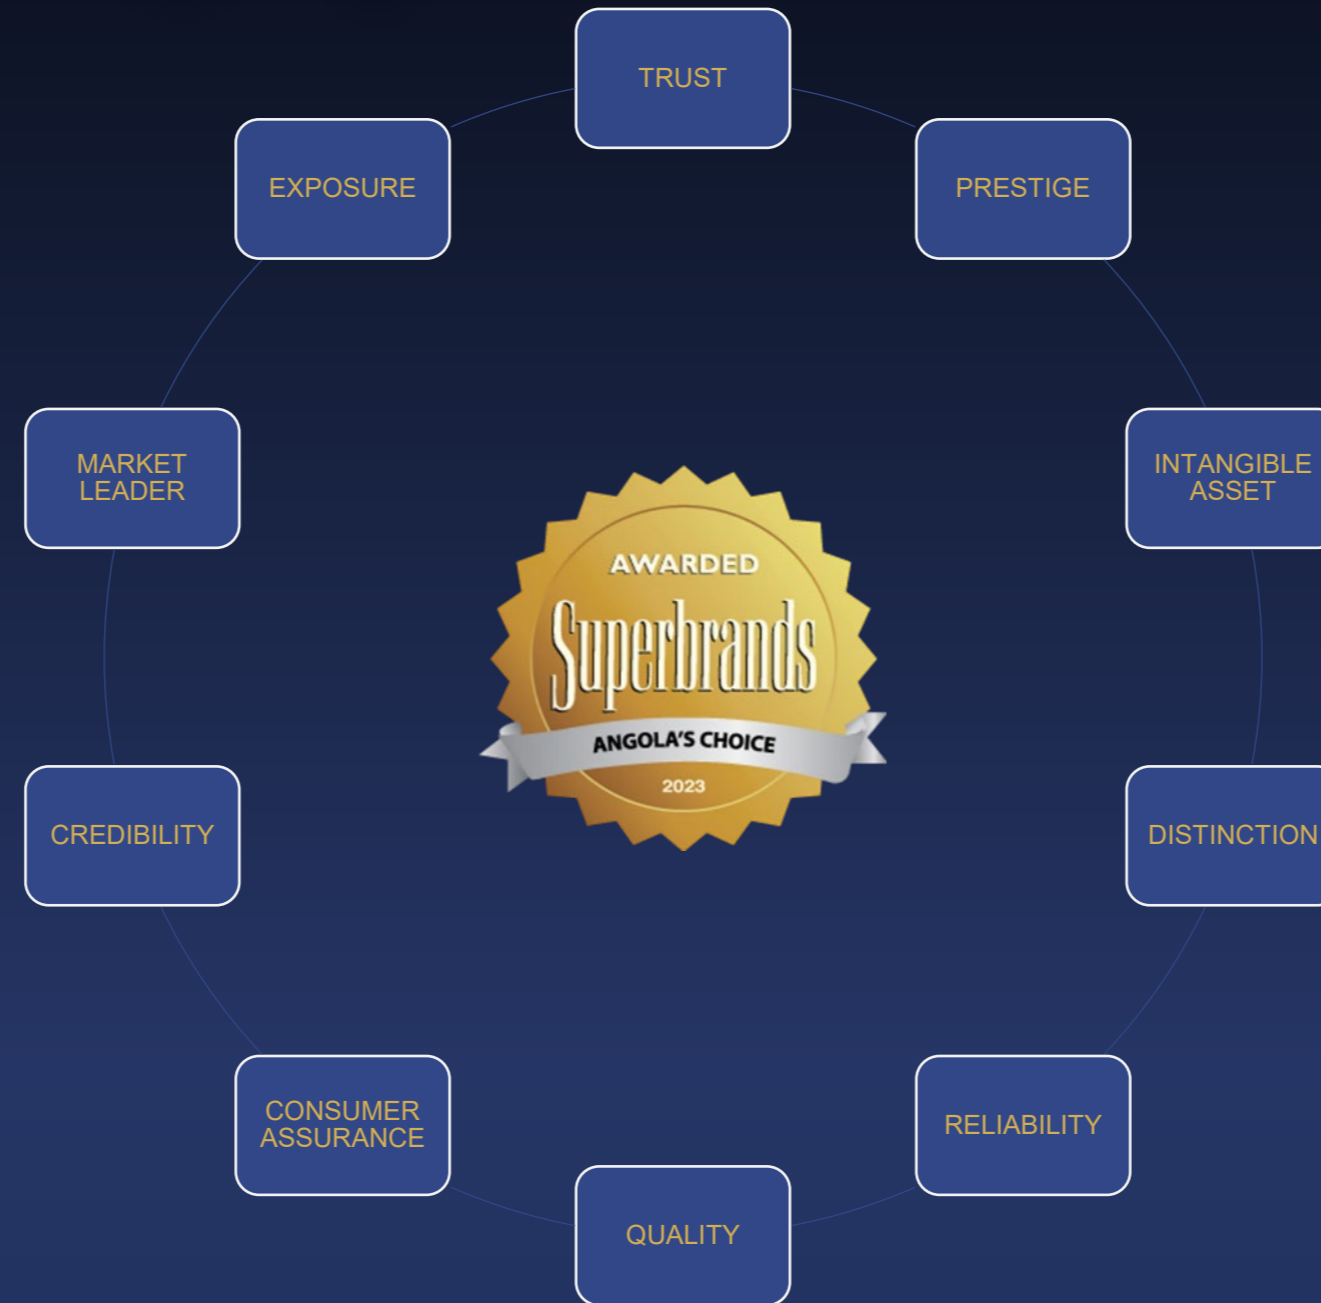 TRUST
PRESTIGE
INTANGIBLE
ASSET
DISTINCTION
RELIABILITY
QUALITY
CONSUMER
ASSURANCE
CREDIBILITY
MARKET
LEADER
EXPOSURE
AWARDED
Superbrands
ANGOLA'S CHOICE
2023